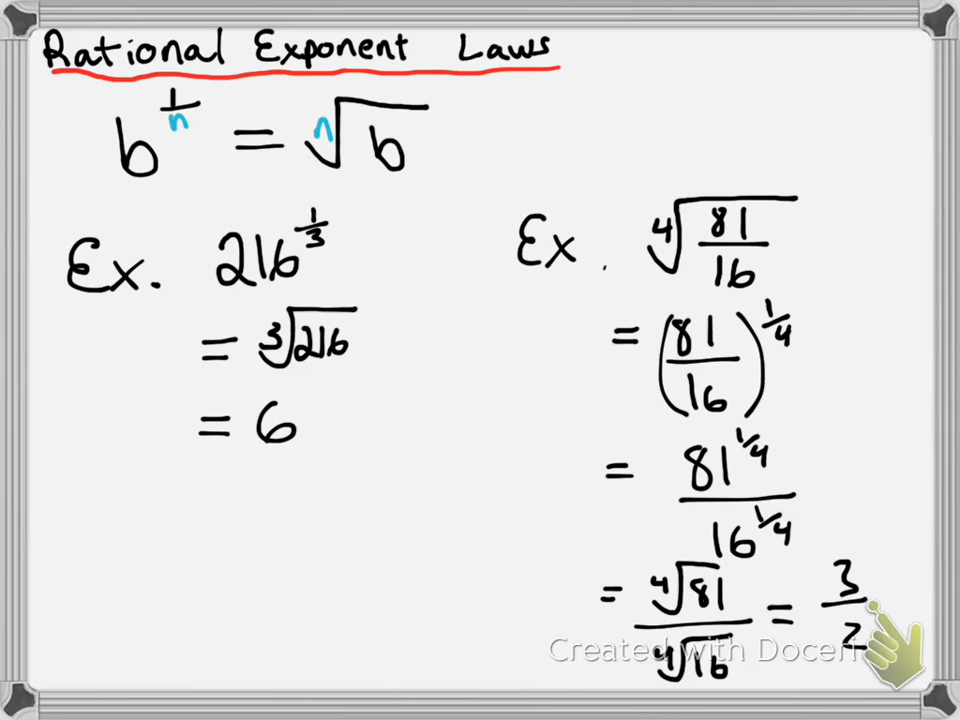 Rational Exponent Laws
b^{1/n} = ⁿ√b
Ex. 216^{1/3}
= ³√216
= 6
Ex. ⁴√(81/16)
= (81/16)^{1/4}
= 81^{1/4} / 16^{1/4}
= ⁴√81 / ⁴√16 = 3/2
Created with Doceri